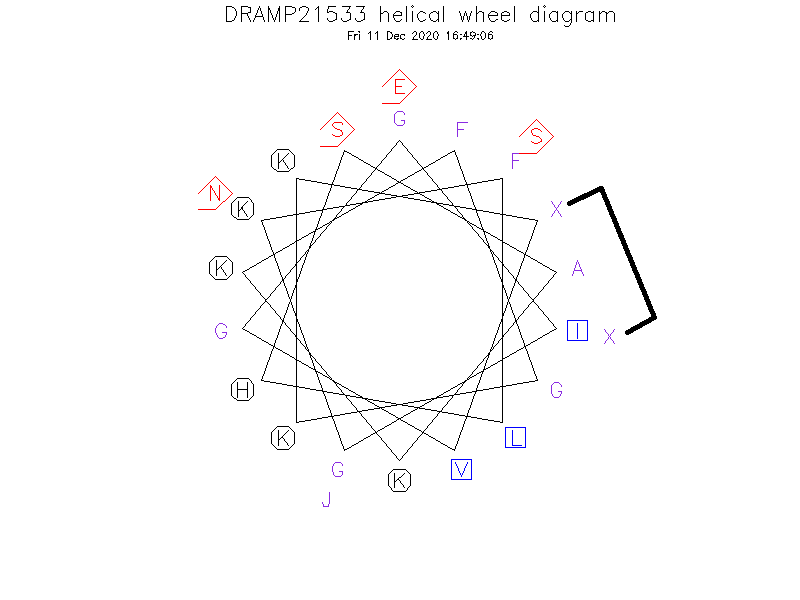 DRAMP21533 helical wheel diagram
Fri 11 Dec 2020 16:49:06
E
G
S
F
S
K
F
N
K
X
K
A
G
I
X
H
G
K
L
G
V
K
J